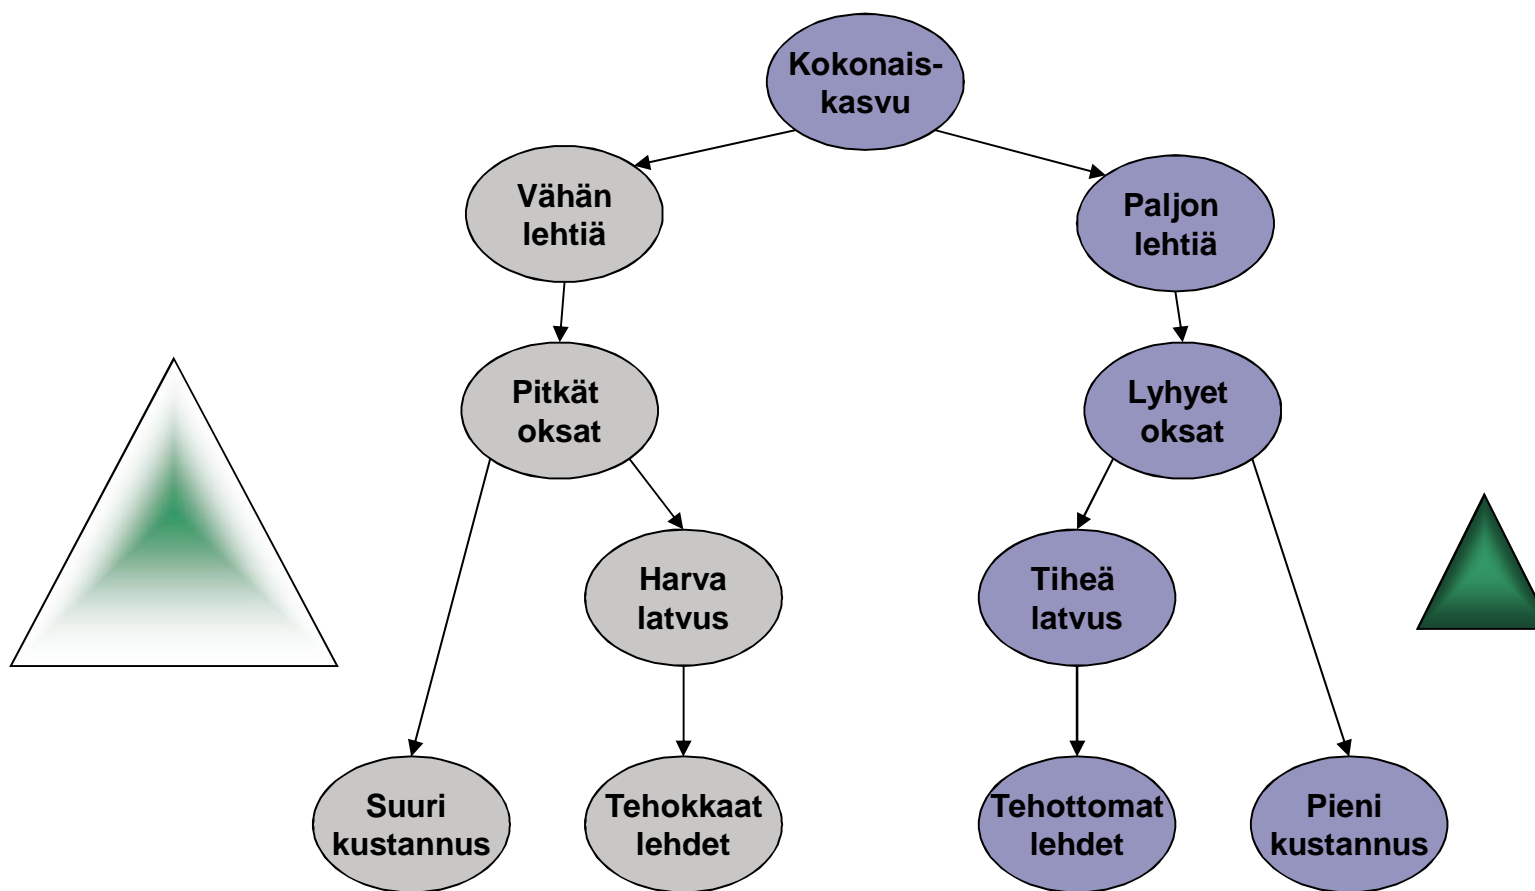 Kokonais-
kasvu
Vähän
lehtiä
Paljon
lehtiä
Pitkät
oksat
Lyhyet
oksat
Harva
latvus
Tiheä
latvus
Suuri
kustannus
Tehokkaat
lehdet
Tehottomat
lehdet
Pieni
kustannus